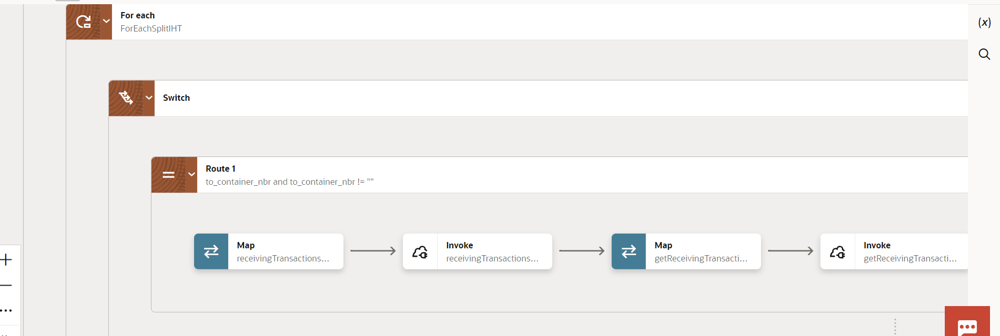 For each
ForEachSplitIHT
(x)
Switch
Route 1
to_container_nbr and to_container_nbr != ""
Map
receivingTransactions...
Invoke
receivingTransactions...
Map
getReceivingTransacti...
Invoke
getReceivingTransacti...